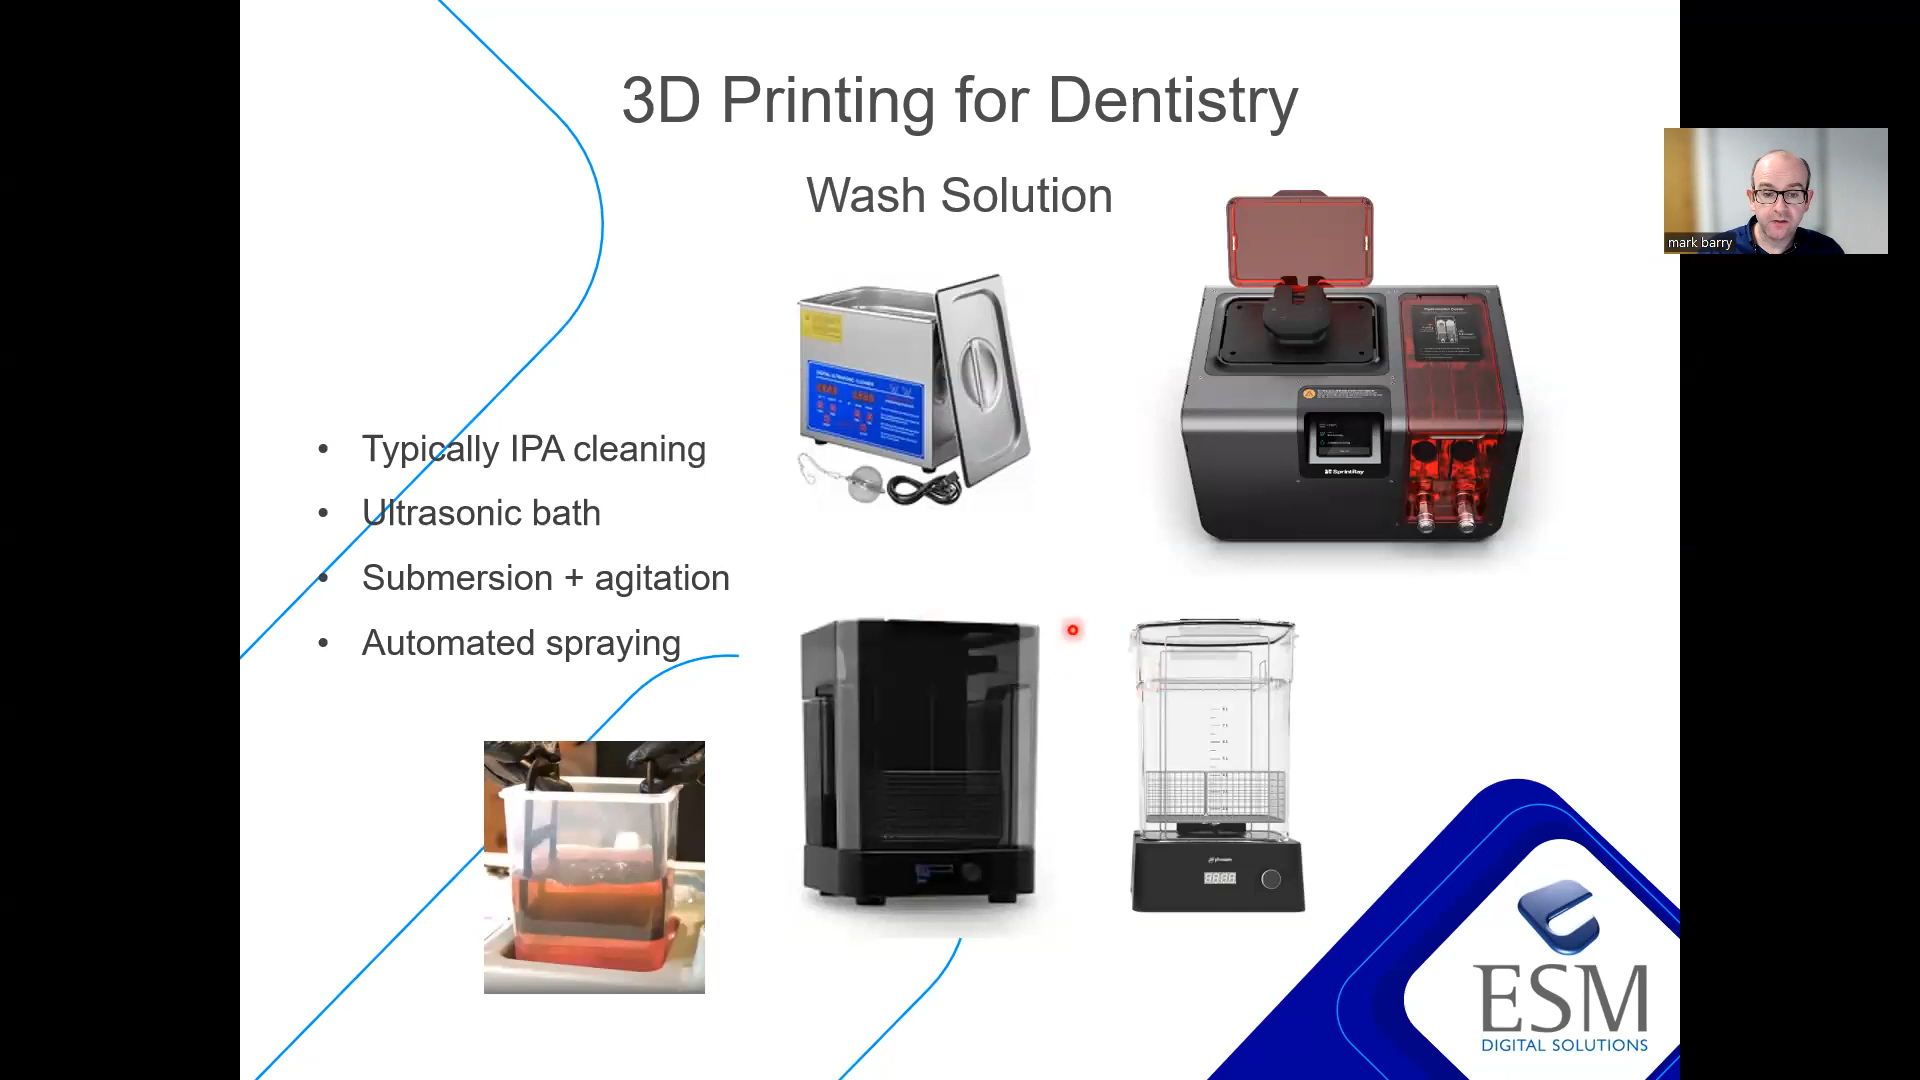 3D Printing for Dentistry
Wash Solution
mark barry
• Typically IPA cleaning
• Ultrasonic bath
• Submersion + agitation
• Automated spraying
SprintRay
ESM
DIGITAL SOLUTIONS